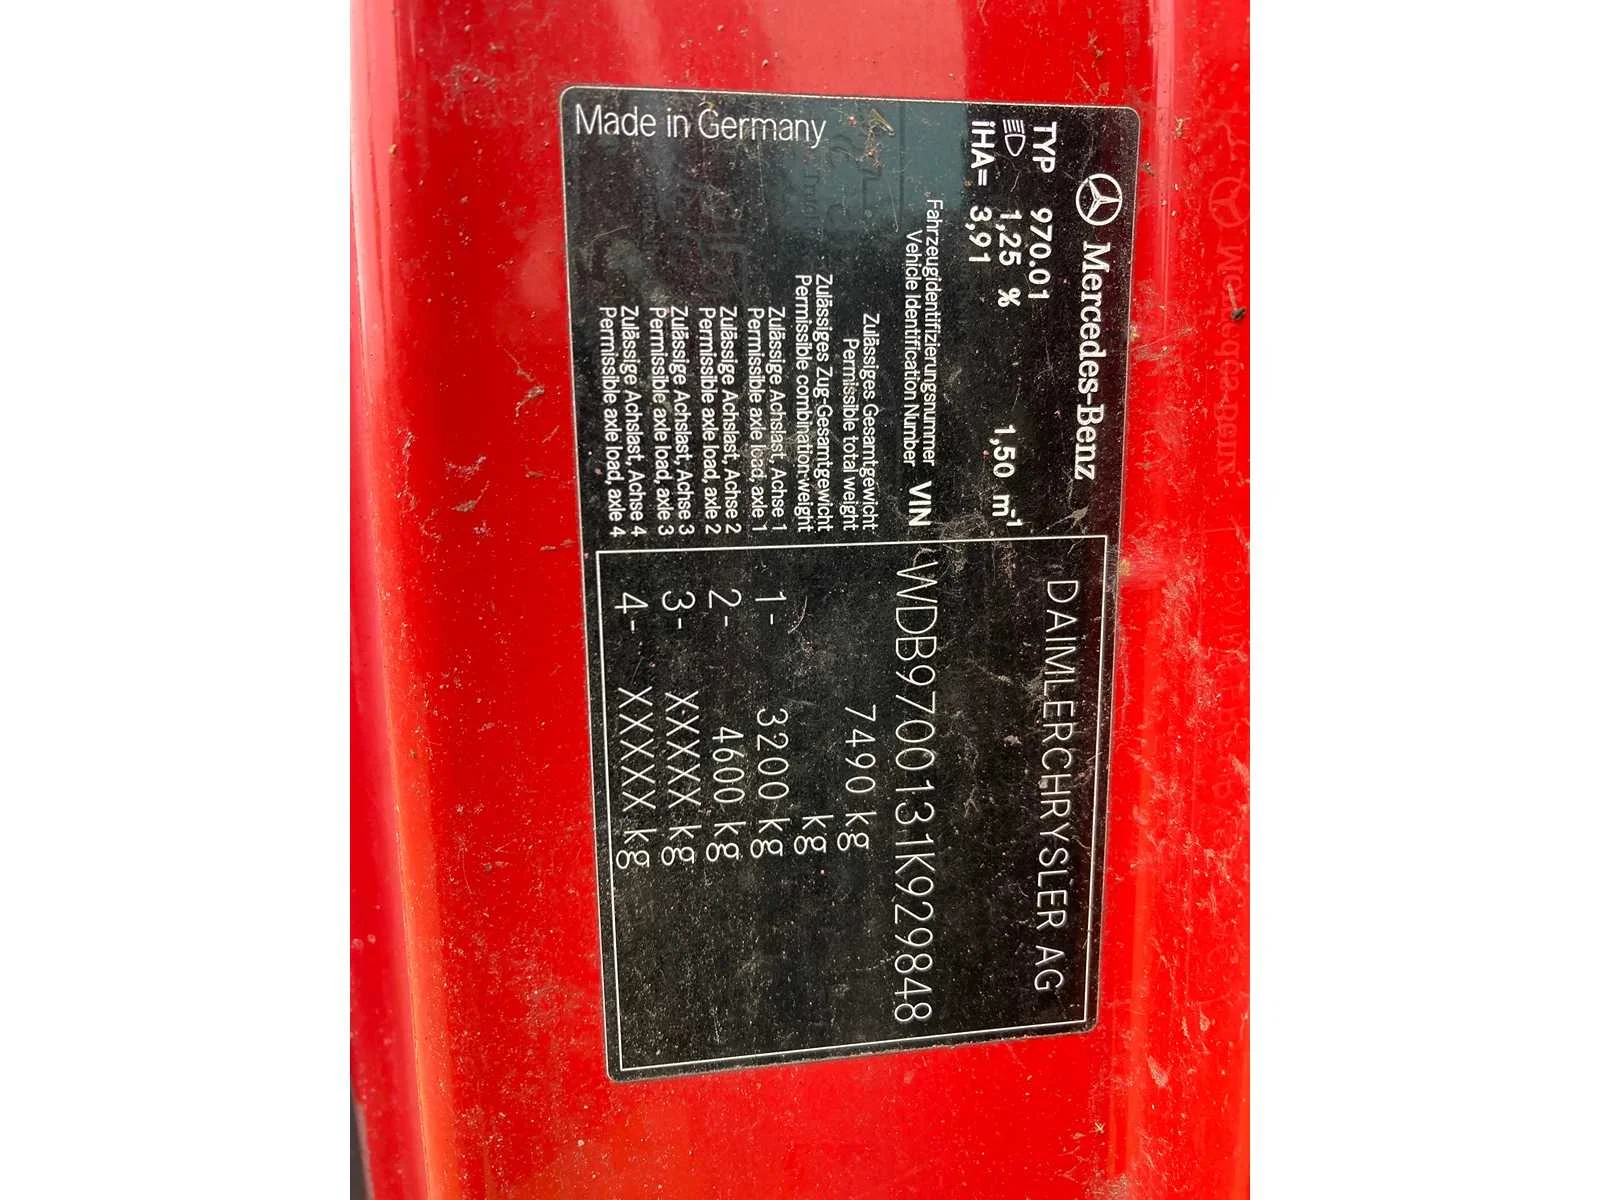 Mercedes-Benz
DAIMLERCHRYSLER AG
TYP 970.01
1,25 % 1,50 m⁻¹
iHA= 3,91
Fahrzeugidentifizierungsnummer
Vehicle Identification Number VIN WDB9700131K929848
Zulässiges Gesamtgewicht
Permissible total weight 7490 kg
Zulässiges Zug-Gesamtgewicht
Permissible combination-weight kg
Zulässige Achslast, Achse 1
Permissible axle load, axle 1 1- 3200 kg
Zulässige Achslast, Achse 2
Permissible axle load, axle 2 2- 4600 kg
Zulässige Achslast, Achse 3
Permissible axle load, axle 3 3- XXXXX kg
Zulässige Achslast, Achse 4
Permissible axle load, axle 4 4- XXXXX kg
Made in Germany